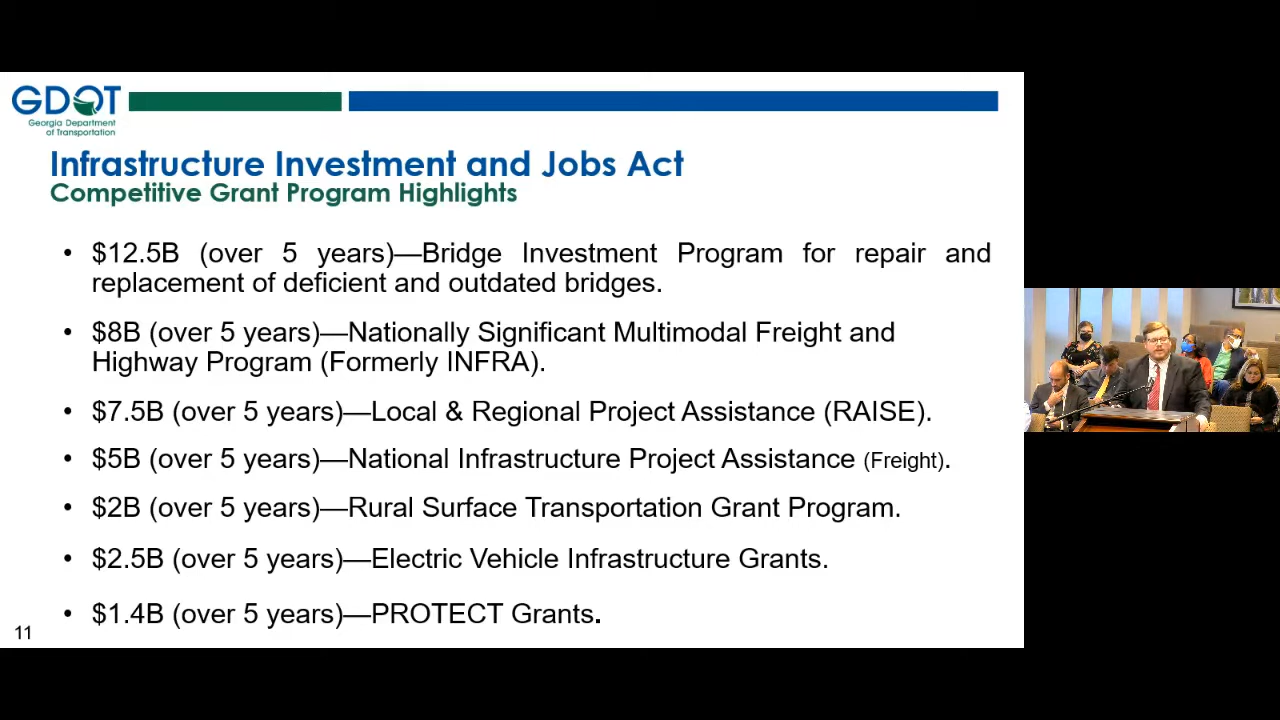 GDOT
Georgia Department
of Transportation
Infrastructure Investment and Jobs Act
Competitive Grant Program Highlights
• $12.5B (over 5 years)—Bridge Investment Program for repair and
replacement of deficient and outdated bridges.
• $8B (over 5 years)—Nationally Significant Multimodal Freight and
Highway Program (Formerly INFRA).
• $7.5B (over 5 years)—Local & Regional Project Assistance (RAISE).
• $5B (over 5 years)—National Infrastructure Project Assistance (Freight).
• $2B (over 5 years)—Rural Surface Transportation Grant Program.
• $2.5B (over 5 years)—Electric Vehicle Infrastructure Grants.
• $1.4B (over 5 years)—PROTECT Grants.
11